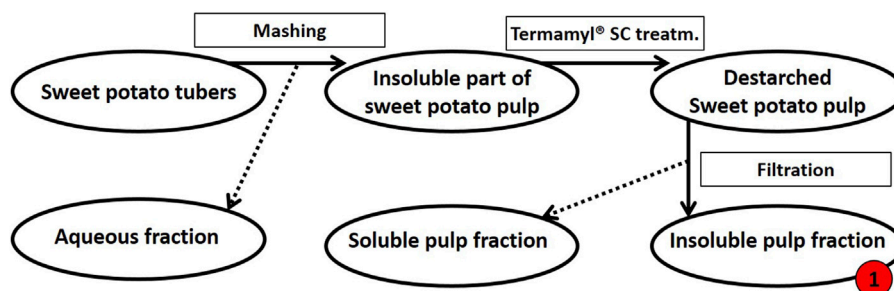 Mashing
Termamyl® SC treatm.
Sweet potato tubers
Insoluble part of
sweet potato pulp
Destarched
Sweet potato pulp
Filtration
Aqueous fraction
Soluble pulp fraction
Insoluble pulp fraction
1